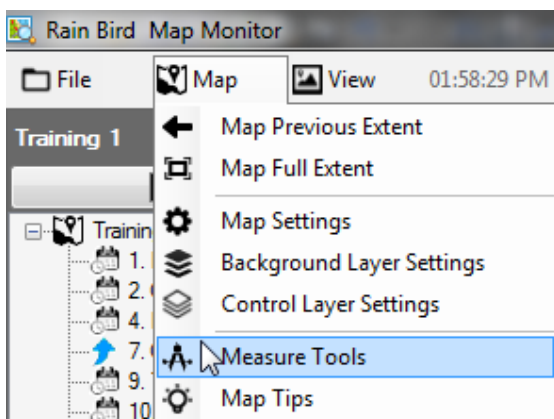 Rain Bird Map Monitor
File Map View 01:58:29 PM
Training 1
Map Previous Extent
Map Full Extent
Map Settings
Background Layer Settings
Control Layer Settings
Measure Tools
Map Tips
1.
2.
4.
7.
9.
10